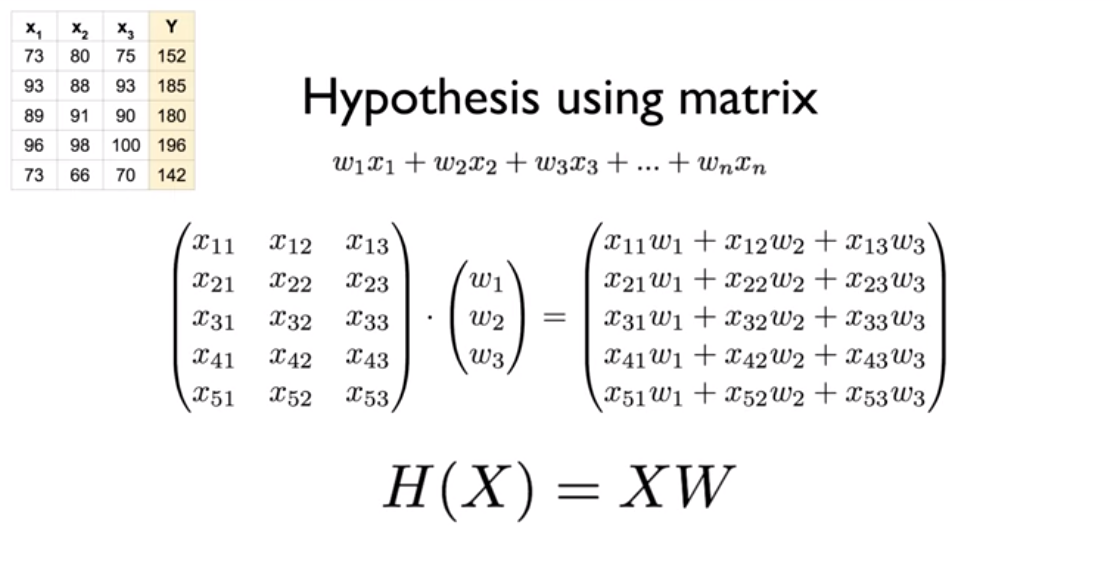 x₁ x₂ x₃ Y
73 80 75 152
93 88 93 185
89 91 90 180
96 98 100 196
73 66 70 142
Hypothesis using matrix
w₁x₁ + w₂x₂ + w₃x₃ + ... + wₙxₙ
x₁₁ x₁₂ x₁₃
x₂₁ x₂₂ x₂₃
x₃₁ x₃₂ x₃₃
x₄₁ x₄₂ x₄₃
x₅₁ x₅₂ x₅₃
·
w₁
w₂
w₃
=
x₁₁w₁ + x₁₂w₂ + x₁₃w₃
x₂₁w₁ + x₂₂w₂ + x₂₃w₃
x₃₁w₁ + x₃₂w₂ + x₃₃w₃
x₄₁w₁ + x₄₂w₂ + x₄₃w₃
x₅₁w₁ + x₅₂w₂ + x₅₃w₃
H(X) = XW